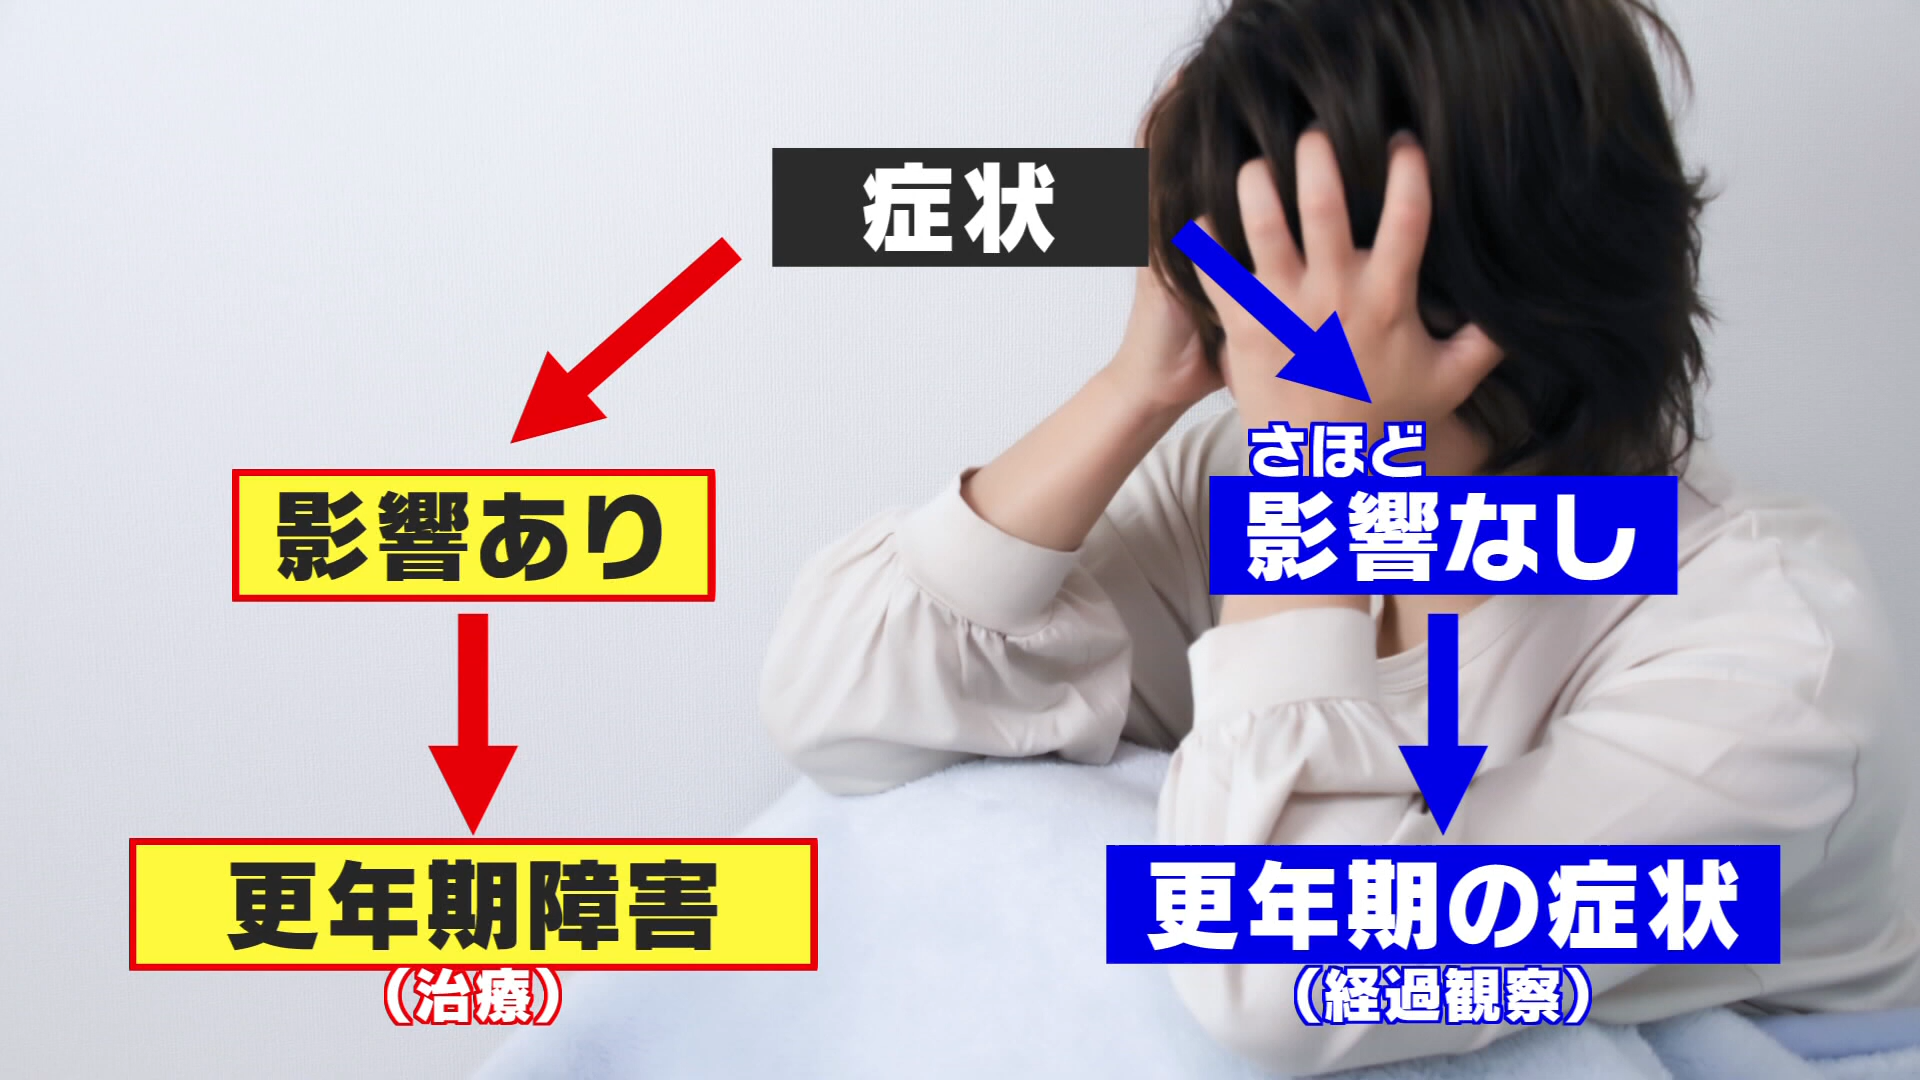 症状
影響あり
さほど
影響なし
更年期障害
（治療）
更年期の症状
（経過観察）